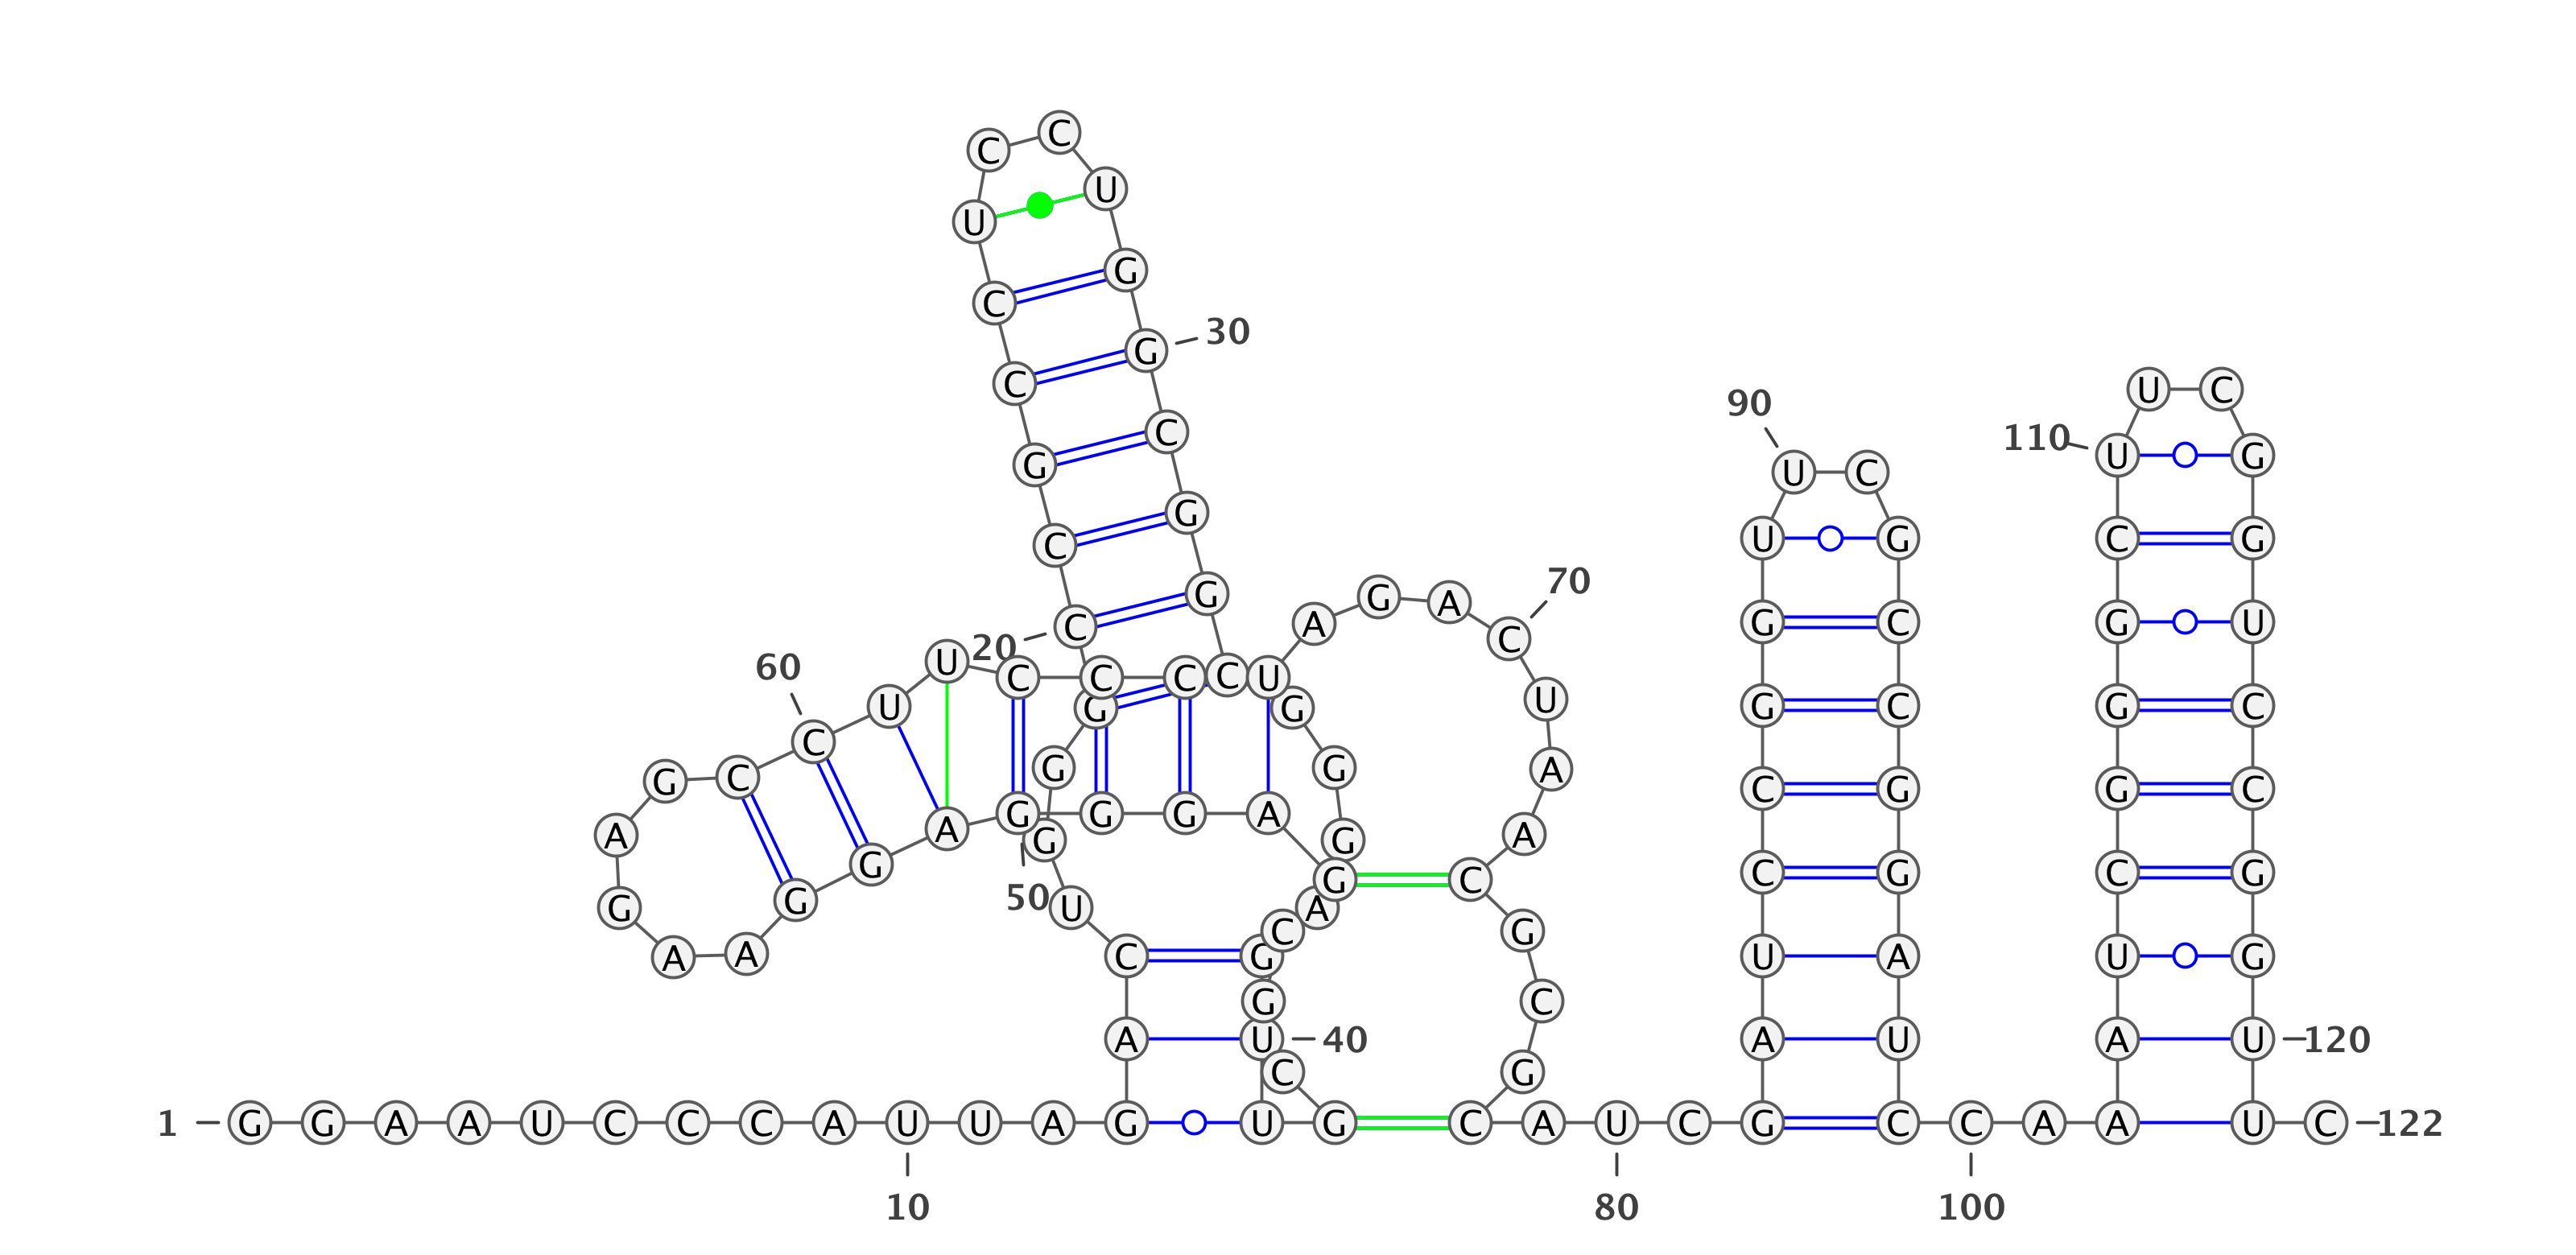 C C
U U
C G
G 30
C
U C
90
G C
110 U G
U C
G
C
U G C G
70
G
A G A
C
G C G U
C
20
60 U C C C C U
U G G U G G C C
C
G C G G A
G C G C C
A G G G G A G A
G
50 G G C C G C G
G U A
C G
A A C G U A U G
G C
A U 40 A U A U 120
C G
1 G G A A U C C C A U U A G U G C A U C G C C A A U C 122
10 80 100